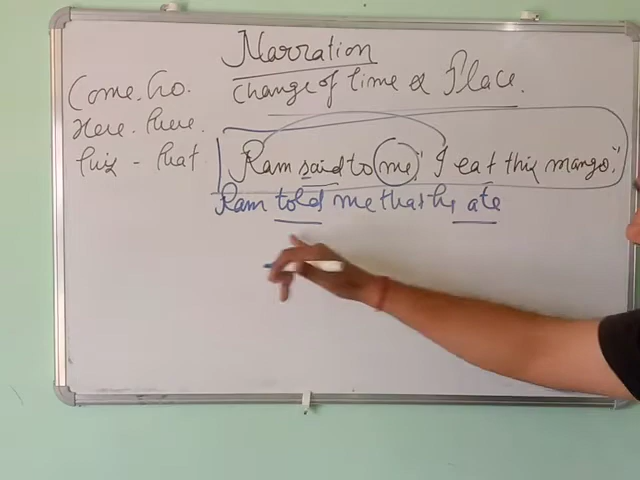 Narration
Change of time & Place.
Come. Go.
Here. there.
this - that
Ram said to me, "I eat this mango."
Ram told me that he ate